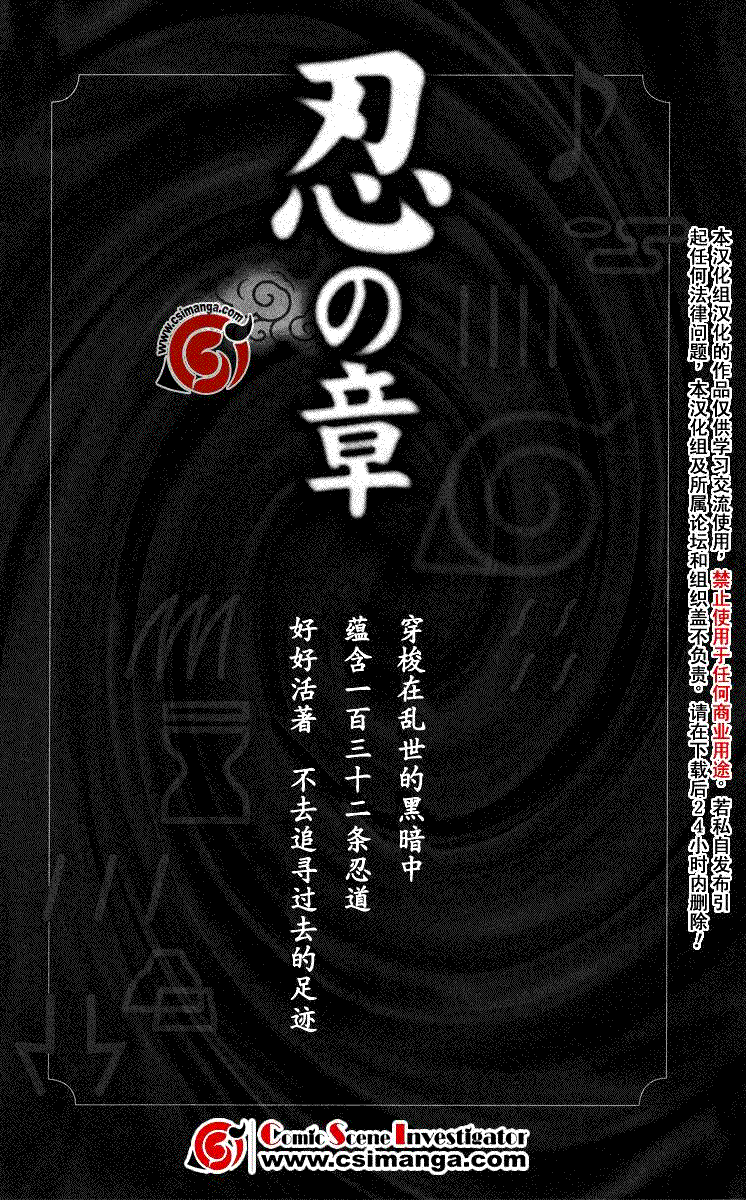 忍の章
www.csimanga.com
穿梭在乱世的黑暗中
蕴含一百三十二条忍道
好好活著　不去追寻过去的足迹
本汉化组汉化的作品仅供学习交流使用，禁止使用于任何商业用途。若私自发布引
起任何法律问题，本汉化组及所属论坛和组织盖不负责。请在下载后24小时内删除！
Comic Scene Investigator
www.csimanga.com